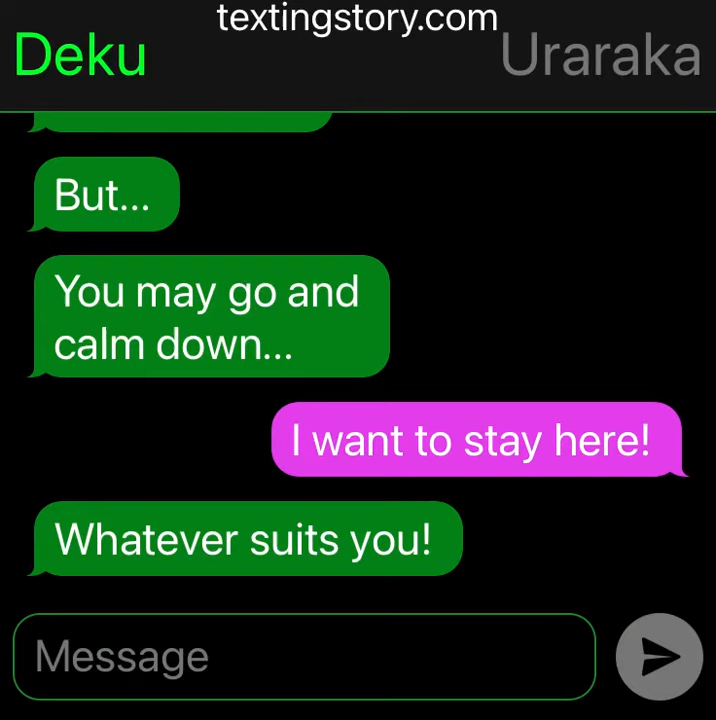 textingstory.com
Deku
Uraraka
But...
You may go and
calm down...
I want to stay here!
Whatever suits you!
Message